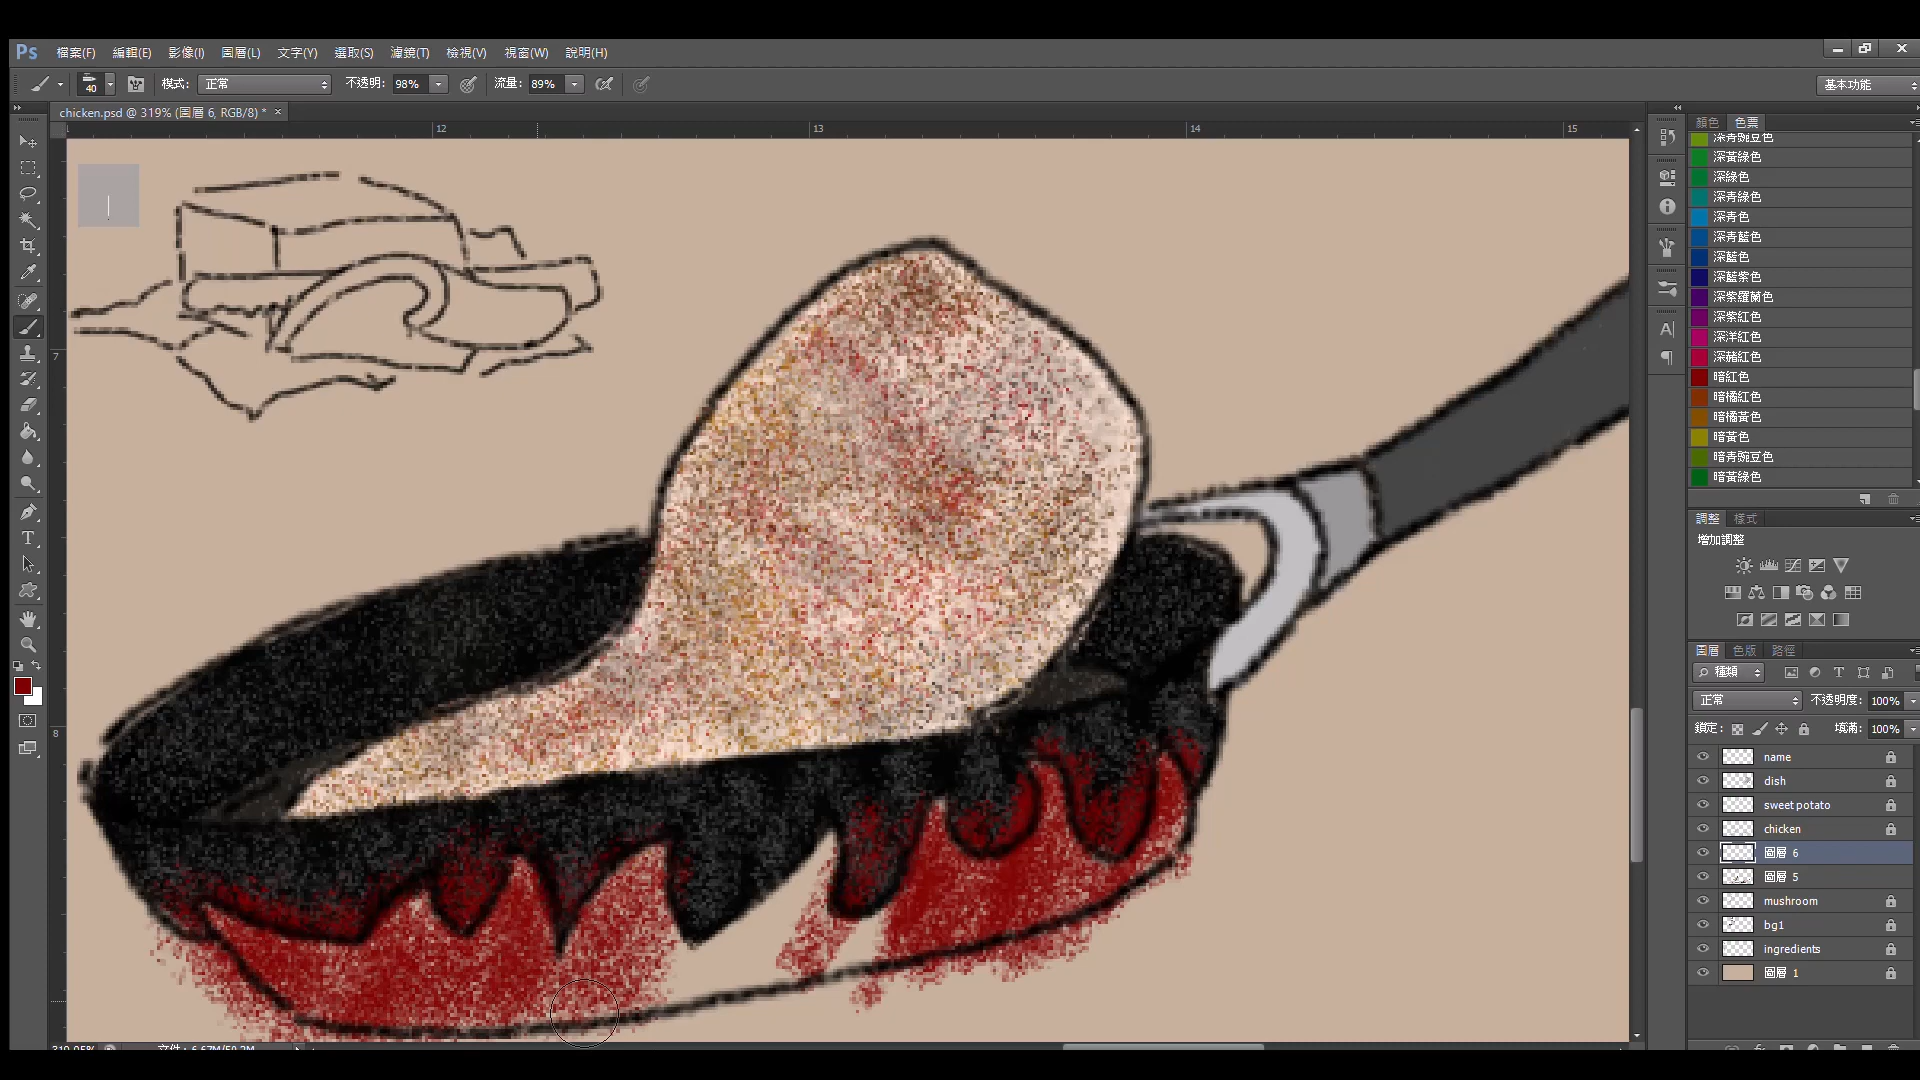 Ps 檔案(F) 編輯(E) 影像(I) 圖層(L) 文字(Y) 選取(S) 濾鏡(T) 檢視(V) 視窗(W) 說明(H)
40 模式: 正常 不透明: 98% 流量: 89% 基本功能
chicken.psd @ 319% (圖層 6, RGB/8) *
12 13 14 15
7
8
顏色 色票
深青豌豆色
深黃綠色
深綠色
深青綠色
深青色
深青藍色
深藍色
深藍紫色
深紫羅蘭色
深紫紅色
深洋紅色
深赭紅色
暗紅色
暗橘紅色
暗橘黃色
暗黃色
暗青豌豆色
暗黃綠色
調整 樣式
增加調整
圖層 色版 路徑
種類
正常 不透明度: 100%
鎖定: 填滿: 100%
name
dish
sweet potato
chicken
圖層 6
圖層 5
mushroom
bg1
ingredients
圖層 1